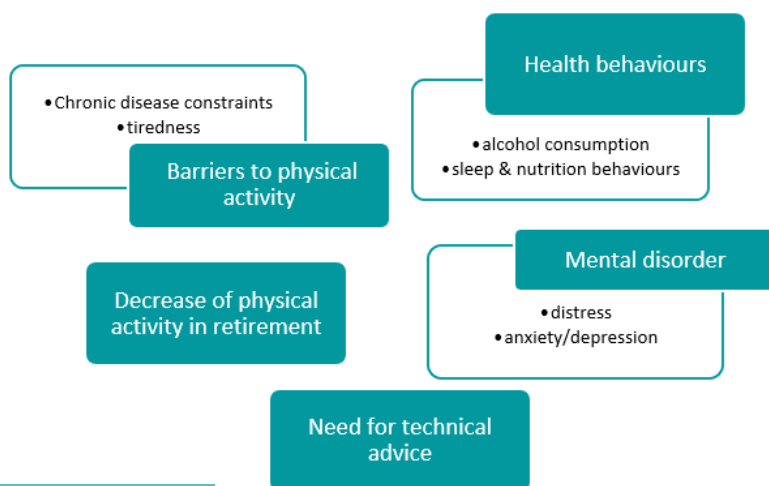 •Chronic disease constraints
•tiredness
Barriers to physical
activity
Health behaviours
•alcohol consumption
•sleep & nutrition behaviours
Decrease of physical
activity in retirement
Mental disorder
•distress
•anxiety/depression
Need for technical
advice